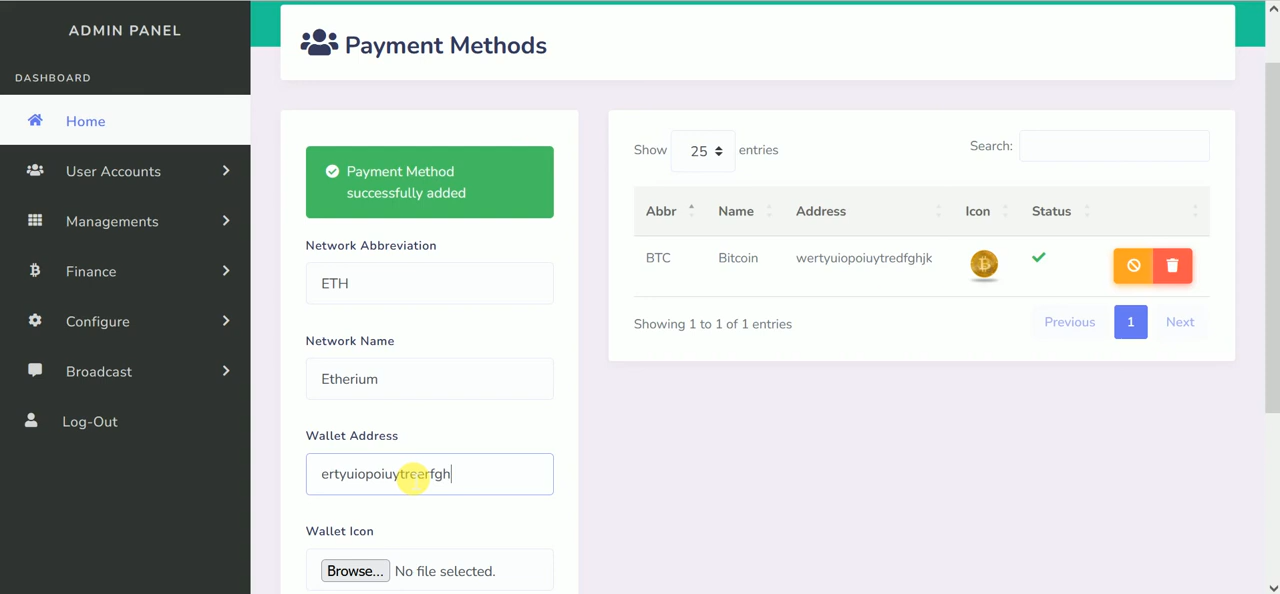 ADMIN PANEL
DASHBOARD
Home
User Accounts
Managements
Finance
Configure
Broadcast
Log-Out
Payment Methods
Payment Method
successfully added
Network Abbreviation
ETH
Network Name
Etherium
Wallet Address
ertyuiopoiuytreerfgh
Wallet Icon
Browse... No file selected.
Show 25 entries
Search:
Abbr Name Address Icon Status
BTC Bitcoin wertyuiopoiuytredfghjk
Showing 1 to 1 of 1 entries
Previous 1 Next